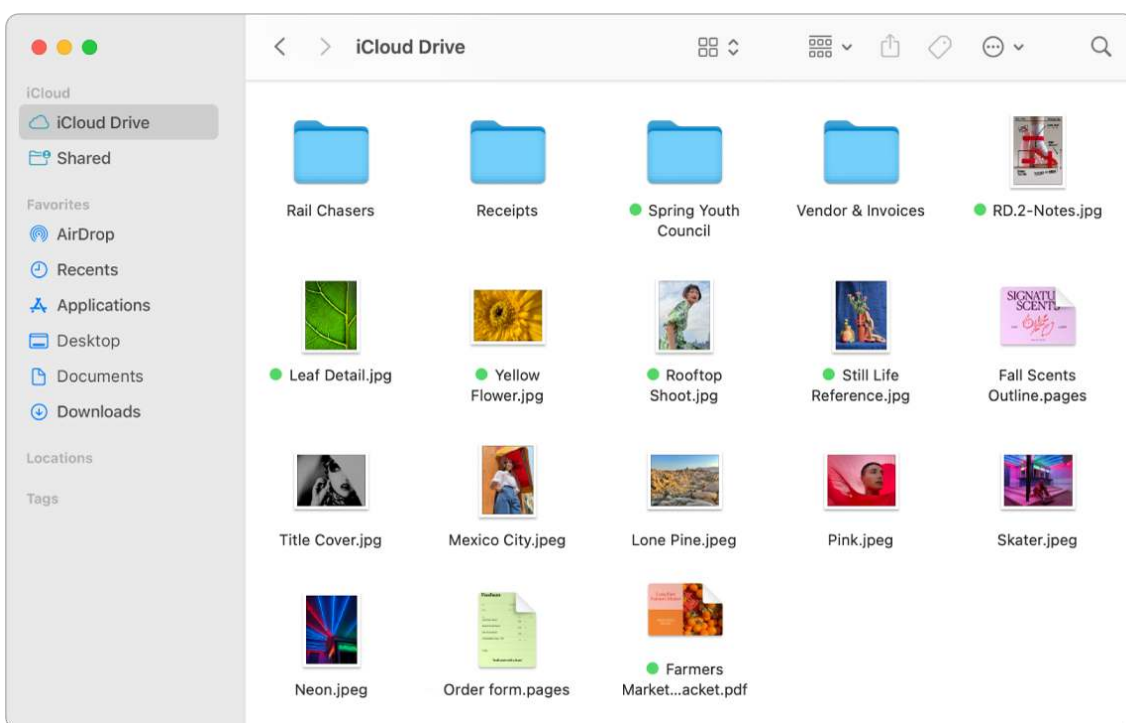 iCloud Drive
iCloud
iCloud Drive
Shared
Favorites
AirDrop
Recents
Applications
Desktop
Documents
Downloads
Locations
Tags
Rail Chasers
Receipts
Spring Youth
Council
Vendor & Invoices
RD.2-Notes.jpg
Leaf Detail.jpg
Yellow
Flower.jpg
Rooftop
Shoot.jpg
Still Life
Reference.jpg
SIGNATU
SCENTS
Fall Scents
Outline.pages
Title Cover.jpg
Mexico City.jpeg
Lone Pine.jpeg
Pink.jpeg
Skater.jpeg
Neon.jpeg
Order form.pages
Farmers
Market...acket.pdf